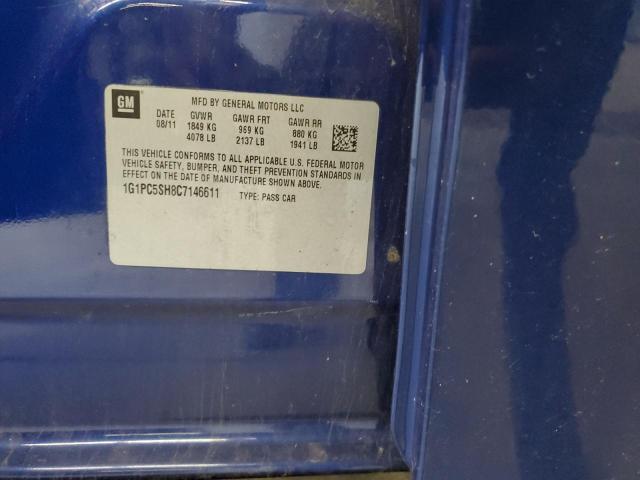 GM
MFD BY GENERAL MOTORS LLC
DATE GVWR GAWR FRT GAWR RR
08/11 1849 KG 969 KG 880 KG
4078 LB 2137 LB 1941 LB
THIS VEHICLE CONFORMS TO ALL APPLICABLE U.S. FEDERAL MOTOR
VEHICLE SAFETY, BUMPER, AND THEFT PREVENTION STANDARDS IN
EFFECT ON THE DATE OF MANUFACTURE SHOWN ABOVE.
1G1PC5SH8C7146611 TYPE: PASS CAR